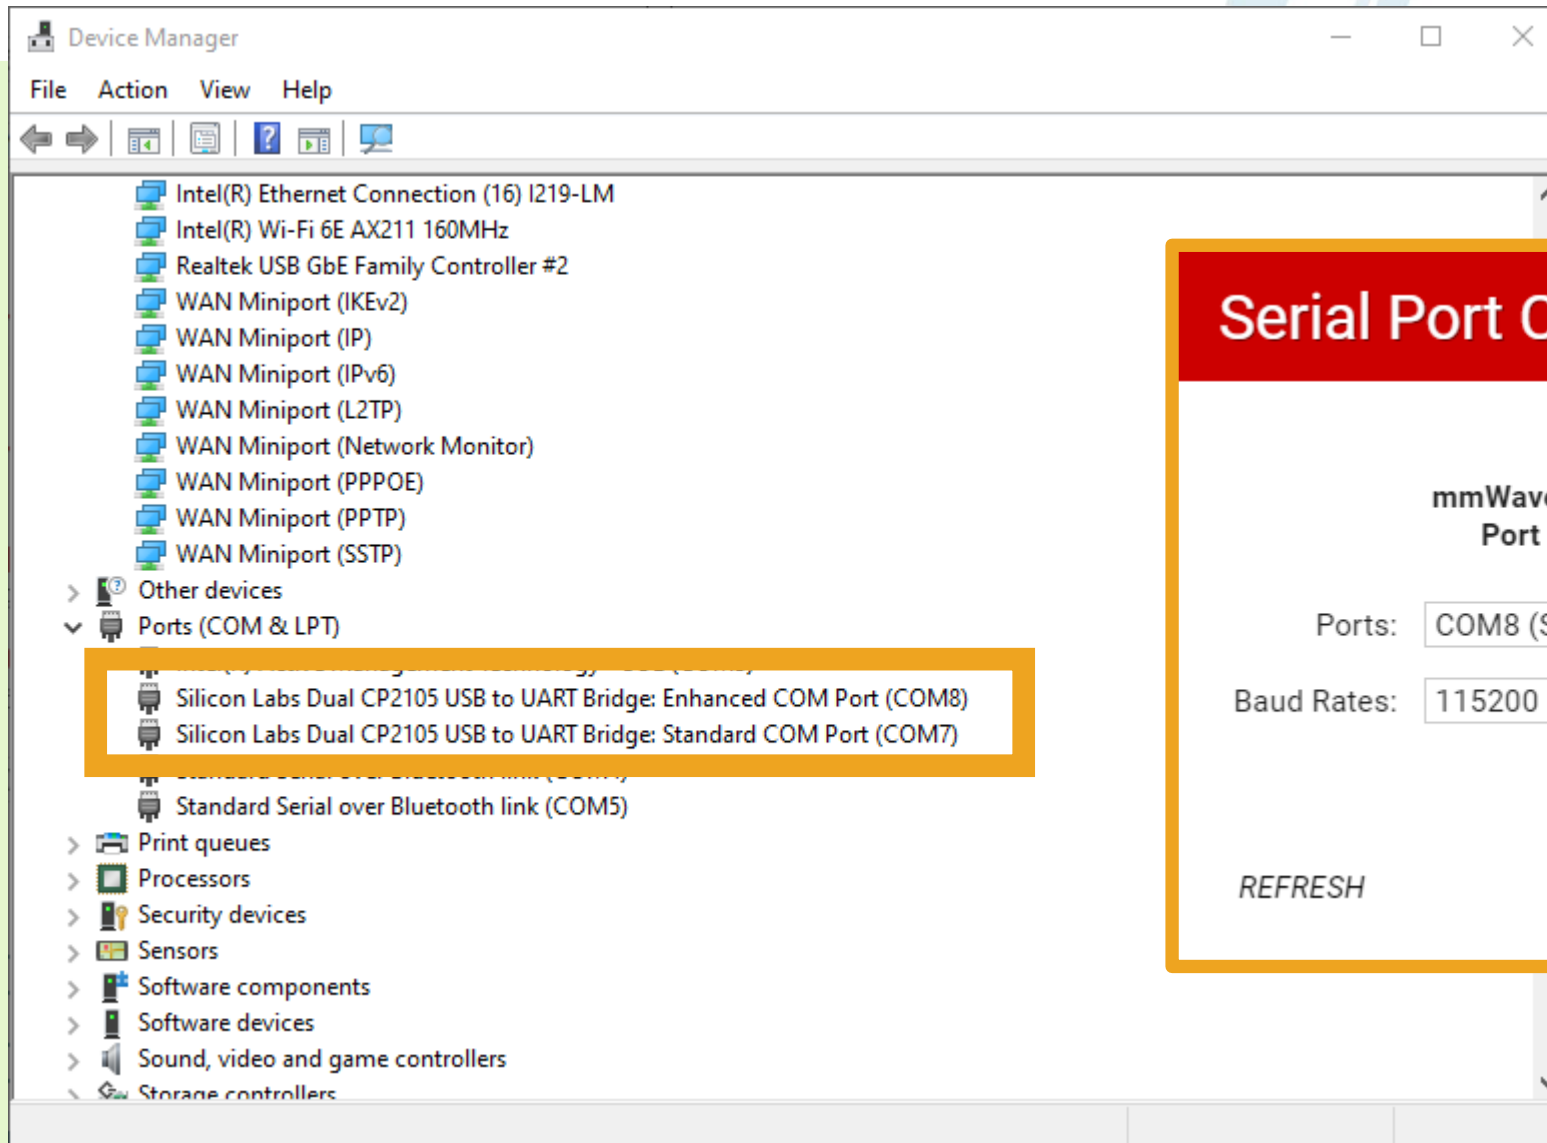 Device Manager
File Action View Help
Intel(R) Ethernet Connection (16) I219-LM
Intel(R) Wi-Fi 6E AX211 160MHz
Realtek USB GbE Family Controller #2
WAN Miniport (IKEv2)
WAN Miniport (IP)
WAN Miniport (IPv6)
WAN Miniport (L2TP)
WAN Miniport (Network Monitor)
WAN Miniport (PPPOE)
WAN Miniport (PPTP)
WAN Miniport (SSTP)
Other devices
Ports (COM & LPT)
Silicon Labs Dual CP2105 USB to UART Bridge: Enhanced COM Port (COM8)
Silicon Labs Dual CP2105 USB to UART Bridge: Standard COM Port (COM7)
Standard Serial over Bluetooth link (COM5)
Print queues
Processors
Security devices
Sensors
Software components
Software devices
Sound, video and game controllers
Storage controllers
Serial Port C
mmWave
Port
Ports: COM8 (S
Baud Rates: 115200
REFRESH